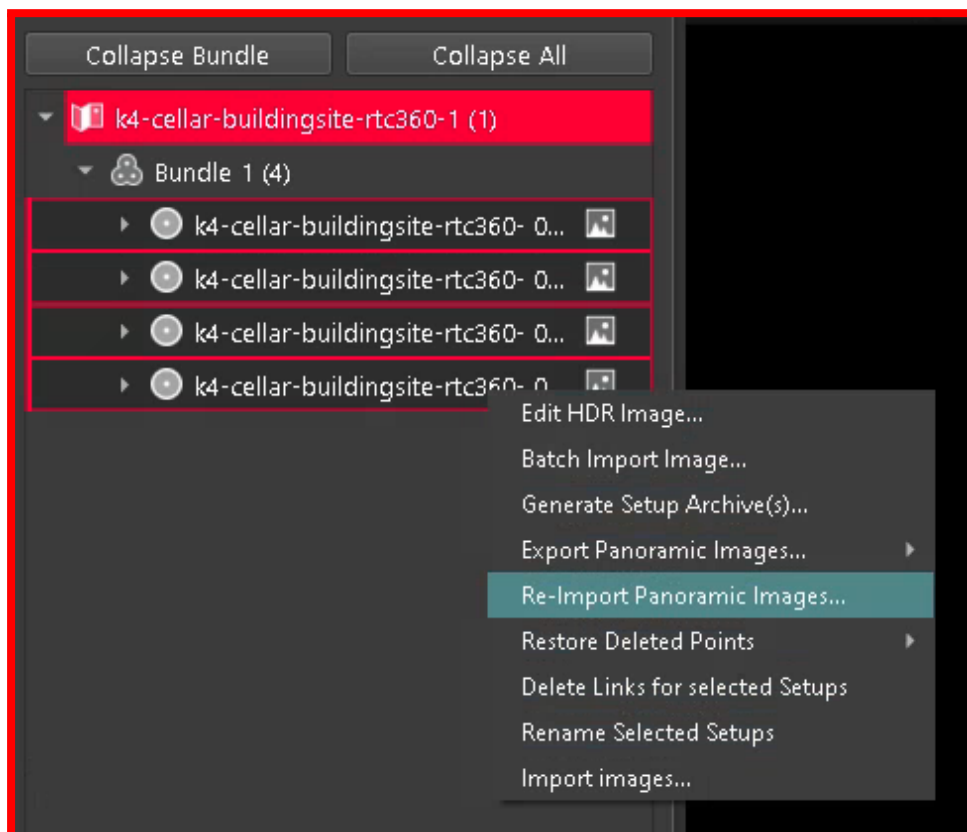 Collapse Bundle
Collapse All
k4-cellar-buildingsite-rtc360-1 (1)
Bundle 1 (4)
k4-cellar-buildingsite-rtc360- 0...
k4-cellar-buildingsite-rtc360- 0...
k4-cellar-buildingsite-rtc360- 0...
k4-cellar-buildingsite-rtc360- 0
Edit HDR Image...
Batch Import Image...
Generate Setup Archive(s)...
Export Panoramic Images...
Re-Import Panoramic Images...
Restore Deleted Points
Delete Links for selected Setups
Rename Selected Setups
Import images...